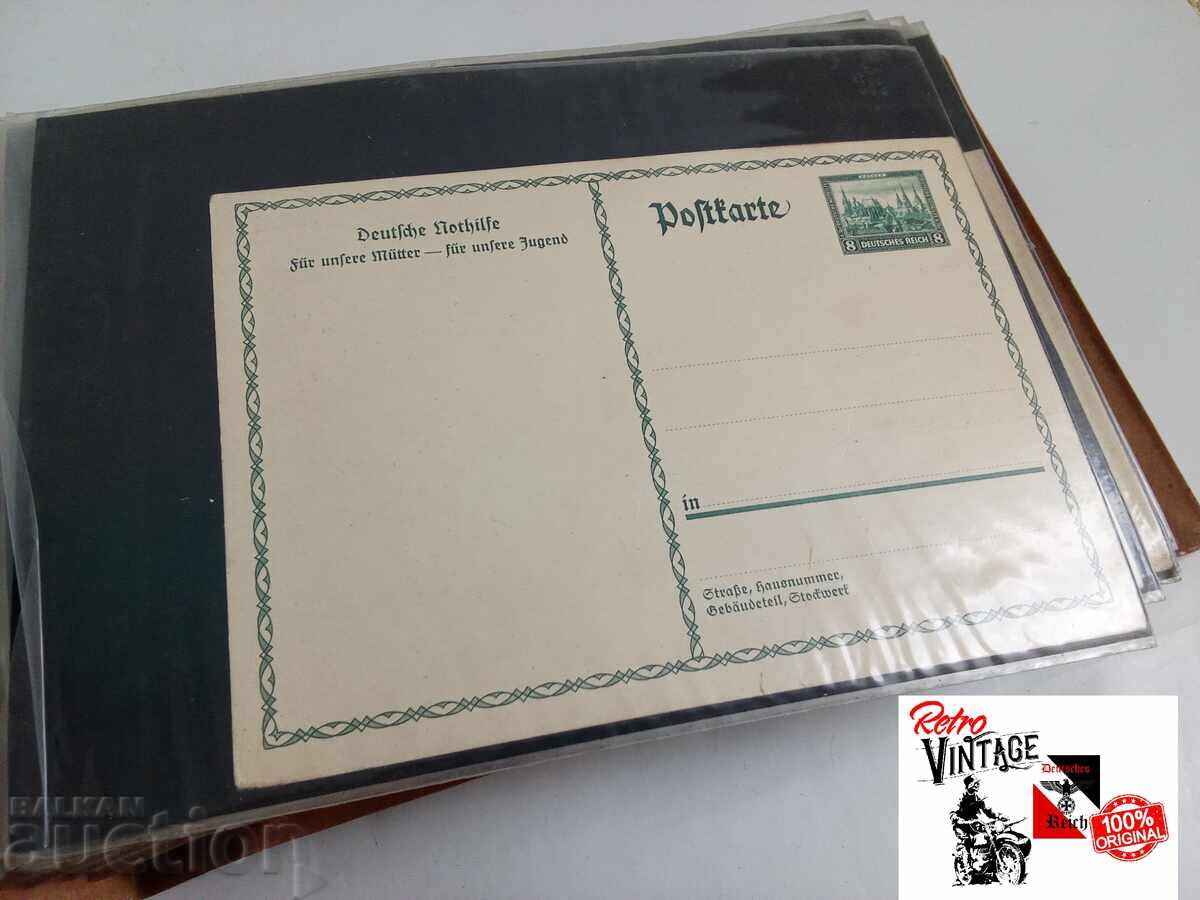 Deutsche Nothilfe
Für unsere Mütter — für unsere Jugend
Postkarte
8 DEUTSCHES REICH 8
in
Straße, Hausnummer,
Gebäudeteil, Stockwerk
BALKAN
auction
Retro
VINTAGE
Deutsches
Reich
100%
ORIGINAL